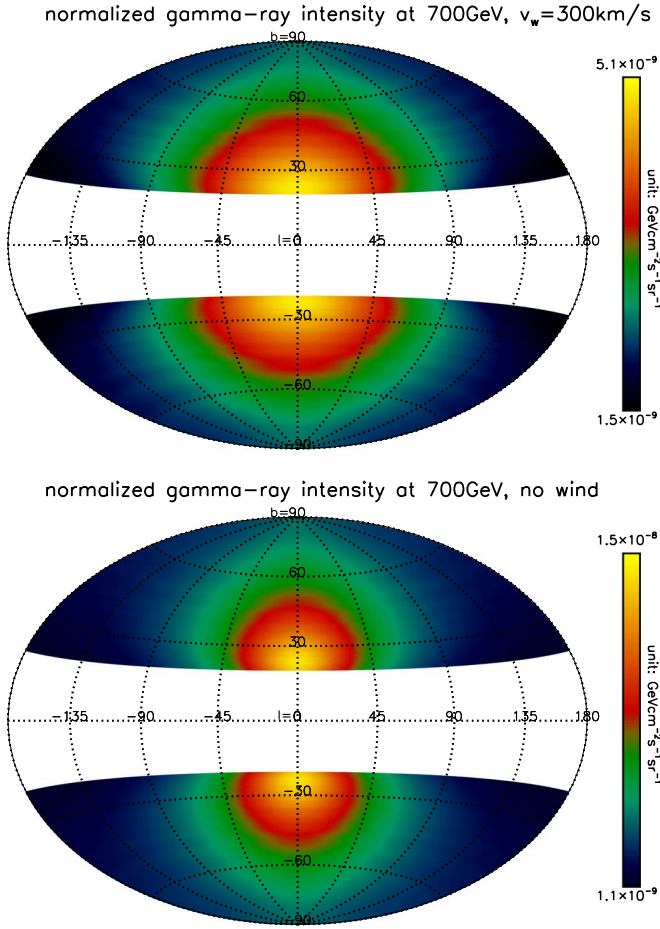 normalized gamma-ray intensity at 700GeV, v_w=300km/s
b=90
5.1×10⁻⁹
60
30
unit: GeVcm⁻²s⁻¹sr⁻¹
-135 -90 -45 l=0 45 90 135 180
-30
-60
1.5×10⁻⁹
-90
normalized gamma-ray intensity at 700GeV, no wind
b=90
1.5×10⁻⁸
60
30
unit: GeVcm⁻²s⁻¹sr⁻¹
-135 -90 -45 l=0 45 90 135 180
-30
-60
1.1×10⁻⁹
-90